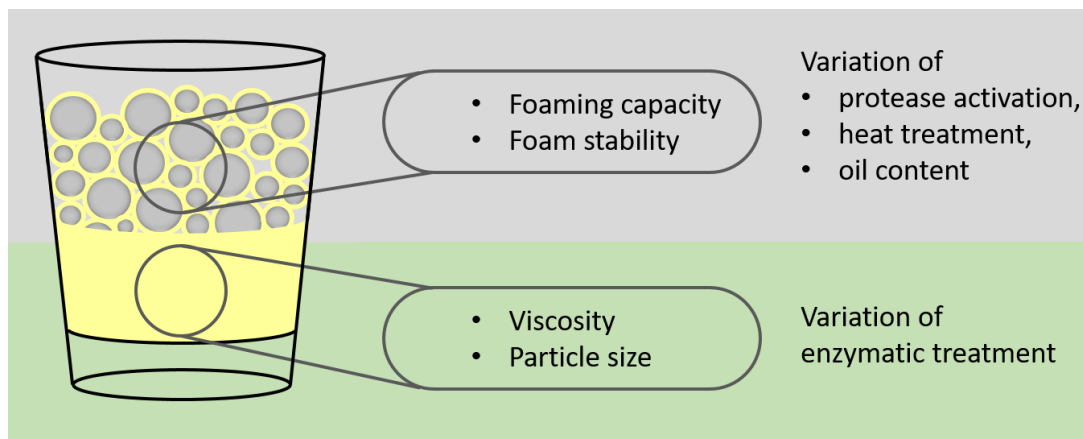 • Foaming capacity
• Foam stability
Variation of
• protease activation,
• heat treatment,
• oil content
• Viscosity
• Particle size
Variation of
enzymatic treatment